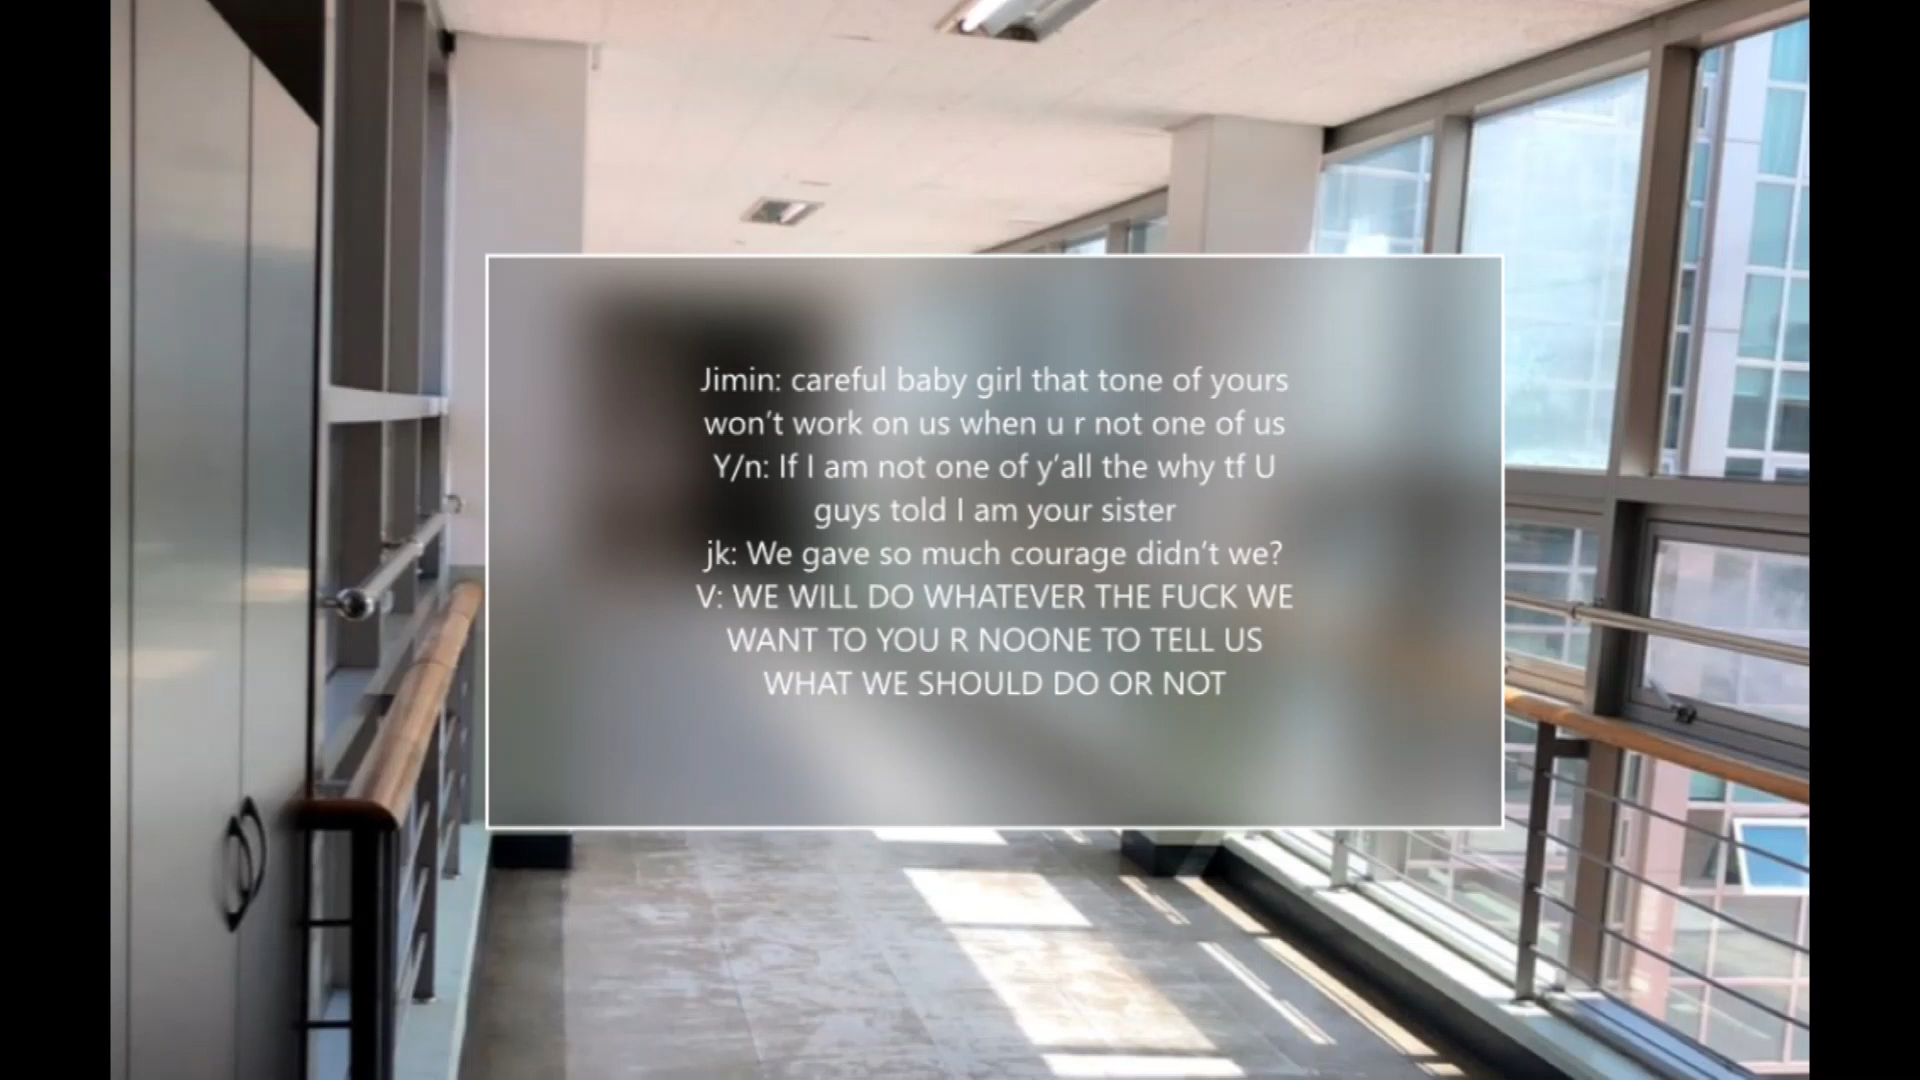 Jimin: careful baby girl that tone of yours
won't work on us when u r not one of us
Y/n: If I am not one of y'all the why tf U
guys told I am your sister
jk: We gave so much courage didn't we?
V: WE WILL DO WHATEVER THE FUCK WE
WANT TO YOU R NOONE TO TELL US
WHAT WE SHOULD DO OR NOT